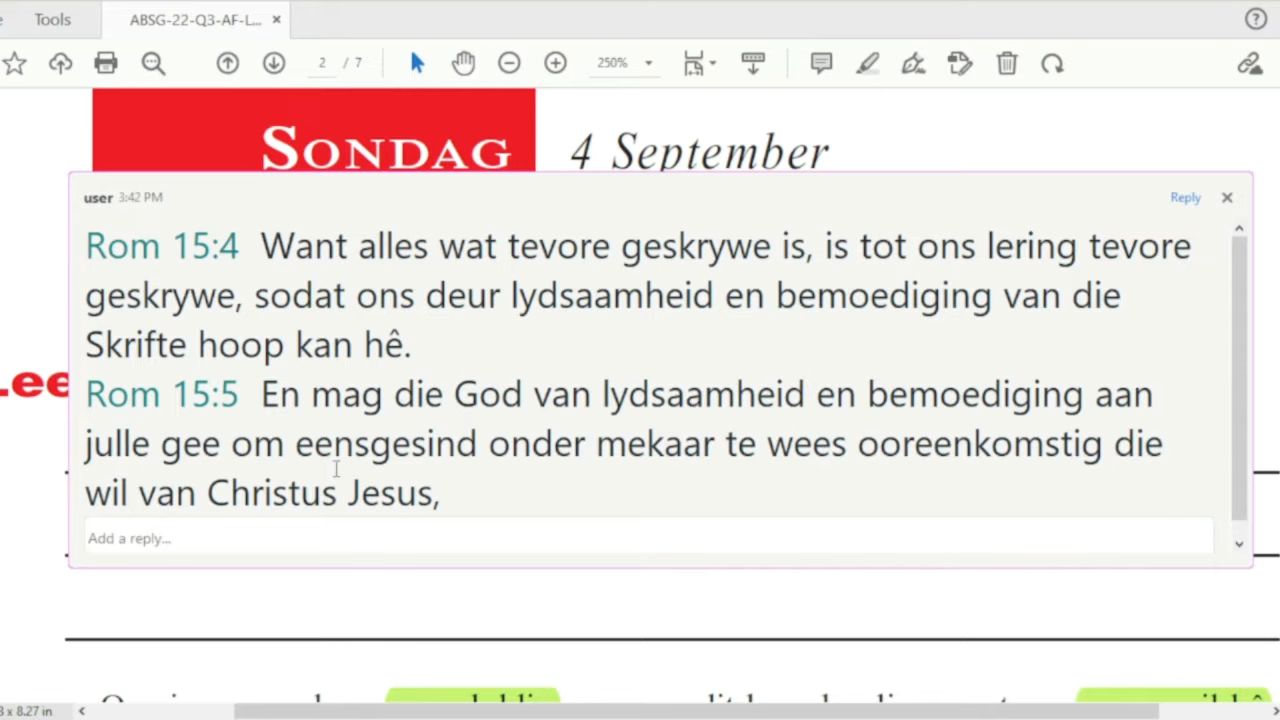 Tools
ABSG-22-Q3-AF-L...
2 / 7
250%
SONDAG
4 September
user 3:42 PM
Reply
Rom 15:4 Want alles wat tevore geskrywe is, is tot ons lering tevore
geskrywe, sodat ons deur lydsaamheid en bemoediging van die
Skrifte hoop kan hê.
Rom 15:5 En mag die God van lydsaamheid en bemoediging aan
julle gee om eensgesind onder mekaar te wees ooreenkomstig die
wil van Christus Jesus,
Add a reply...
x 8.27 in